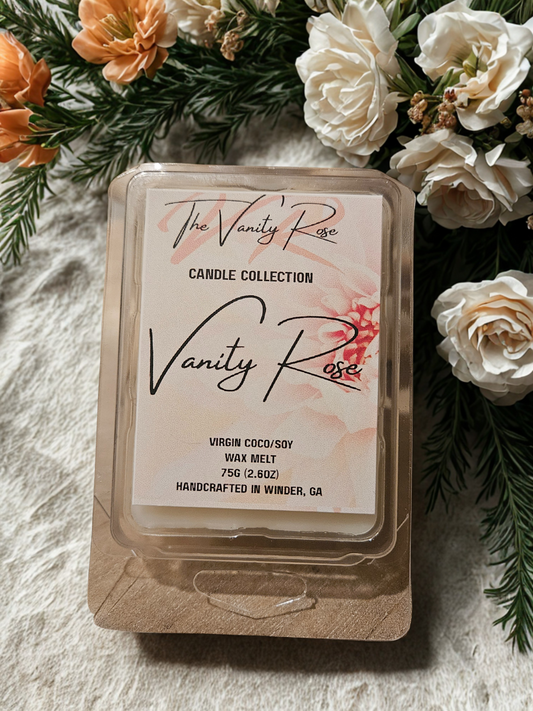 The Vanity Rose
CANDLE COLLECTION
Vanity Rose
VIRGIN COCO/SOY
WAX MELT
75G (2.6OZ)
HANDCRAFTED IN WINDER, GA